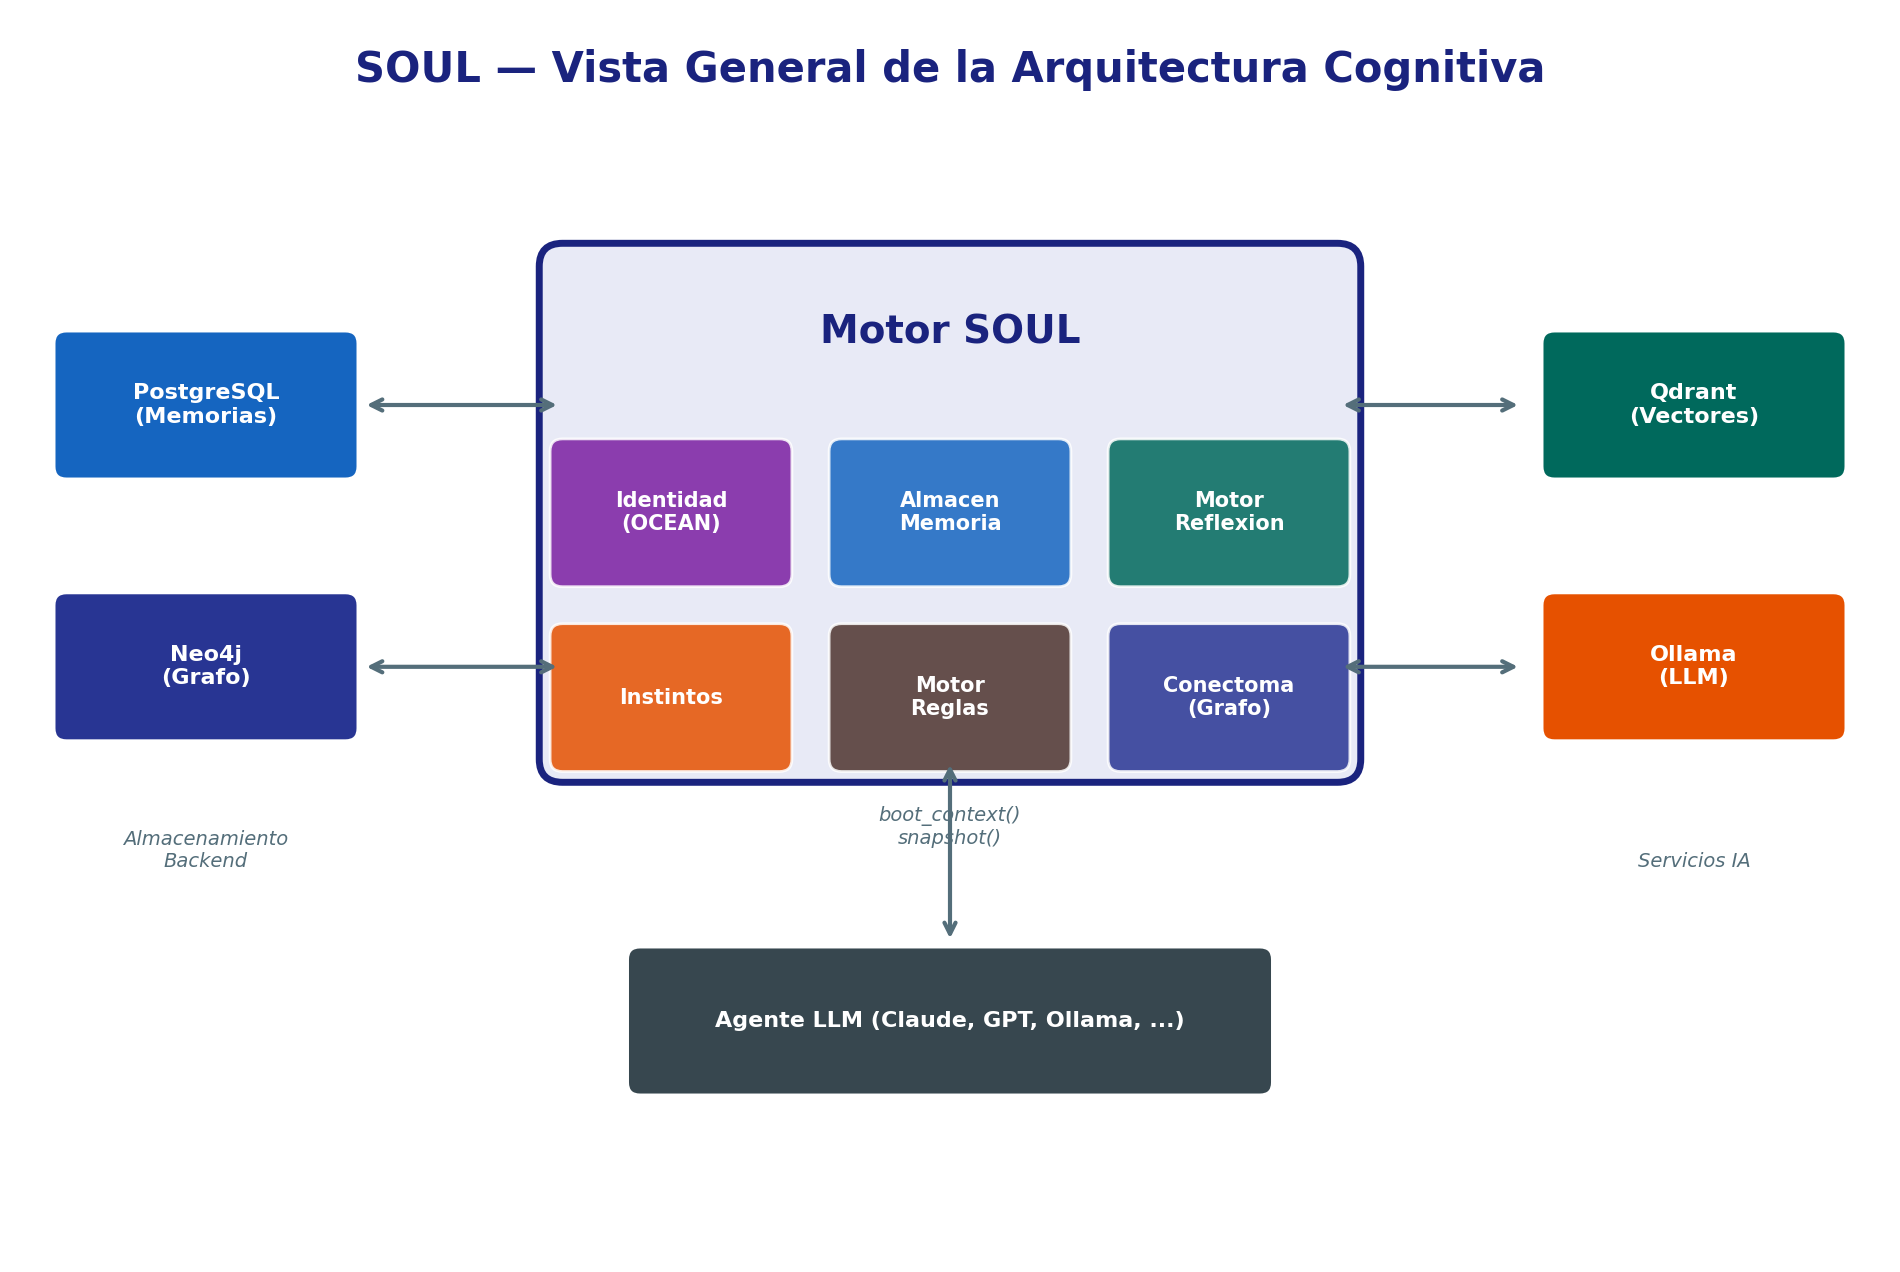 SOUL — Vista General de la Arquitectura Cognitiva
Motor SOUL
PostgreSQL
(Memorias)
Qdrant
(Vectores)
Identidad
(OCEAN)
Almacen
Memoria
Motor
Reflexion
Neo4j
(Grafo)
Ollama
(LLM)
Instintos
Motor
Reglas
Conectoma
(Grafo)
boot_context()
snapshot()
Almacenamiento
Backend
Servicios IA
Agente LLM (Claude, GPT, Ollama, ...)